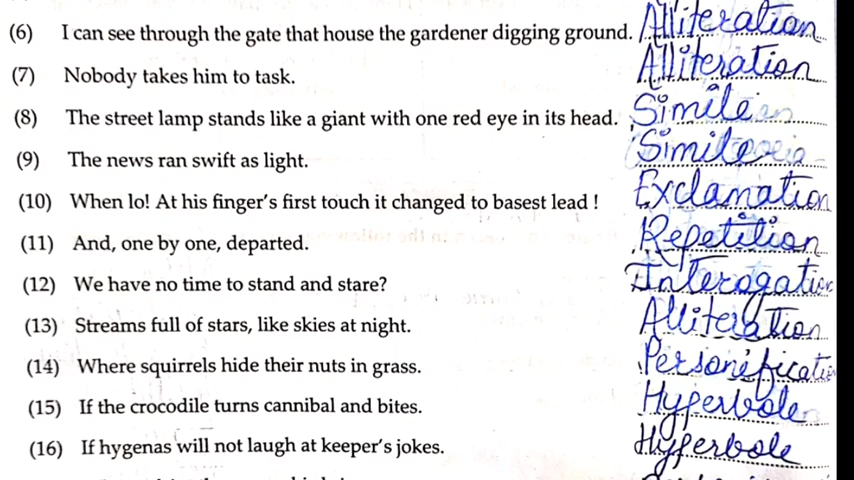 (6) I can see through the gate that house the gardener digging ground. Alliteration
(7) Nobody takes him to task. Alliteration
(8) The street lamp stands like a giant with one red eye in its head. Simile
(9) The news ran swift as light. Simile
(10) When lo! At his finger's first touch it changed to basest lead ! Exclamation
(11) And, one by one, departed. Repetition
(12) We have no time to stand and stare? Interogation
(13) Streams full of stars, like skies at night. Alliteration
(14) Where squirrels hide their nuts in grass. Personification
(15) If the crocodile turns cannibal and bites. Hyperbole
(16) If hygenas will not laugh at keeper's jokes. Hyperbole